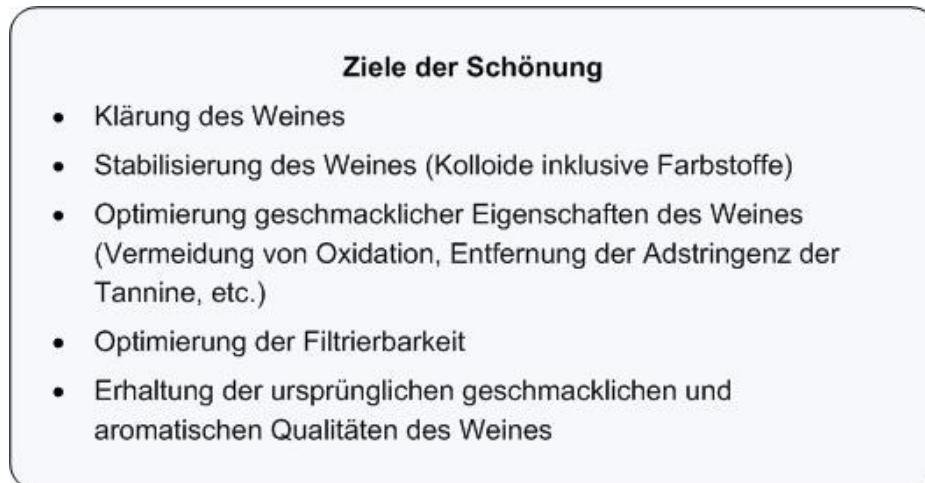 Ziele der Schönung
• Klärung des Weines
• Stabilisierung des Weines (Kolloide inklusive Farbstoffe)
• Optimierung geschmacklicher Eigenschaften des Weines
(Vermeidung von Oxidation, Entfernung der Adstringenz der
Tannine, etc.)
• Optimierung der Filtrierbarkeit
• Erhaltung der ursprünglichen geschmacklichen und
aromatischen Qualitäten des Weines